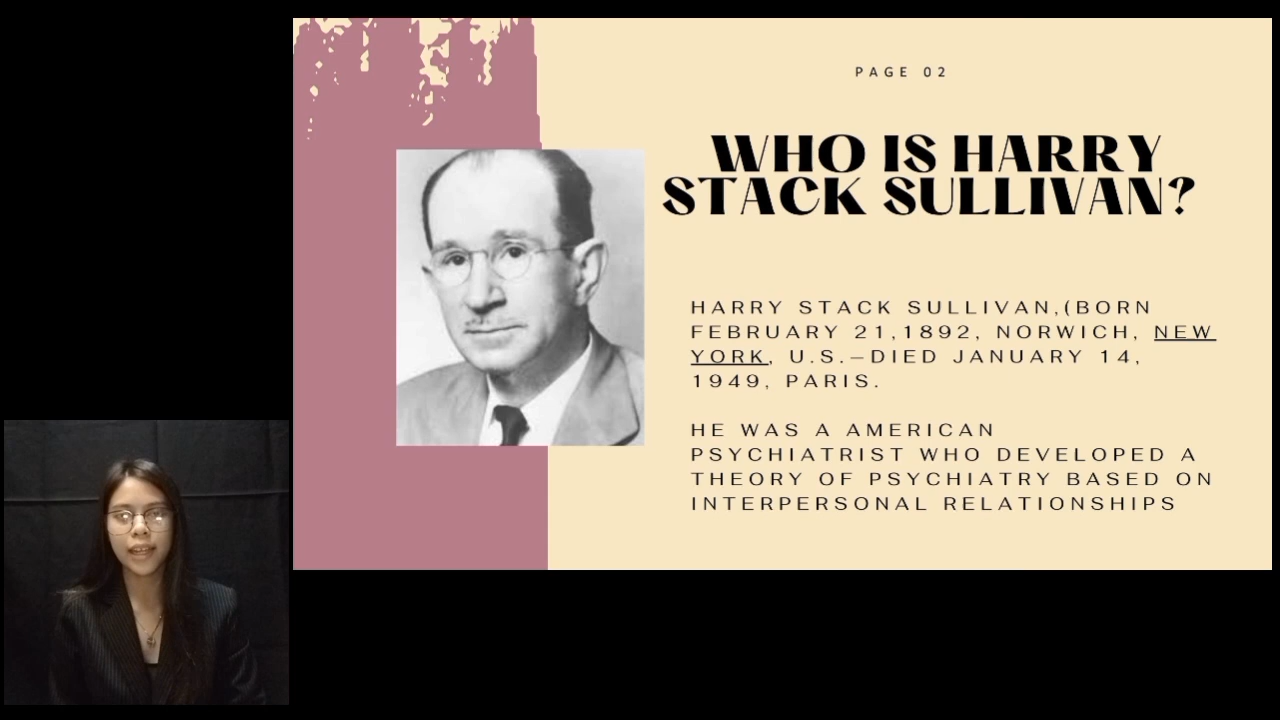 PAGE 02
WHO IS HARRY
STACK SULLIVAN?
HARRY STACK SULLIVAN,(BORN
FEBRUARY 21,1892, NORWICH, NEW
YORK, U.S.—DIED JANUARY 14,
1949, PARIS.
HE WAS A AMERICAN
PSYCHIATRIST WHO DEVELOPED A
THEORY OF PSYCHIATRY BASED ON
INTERPERSONAL RELATIONSHIPS